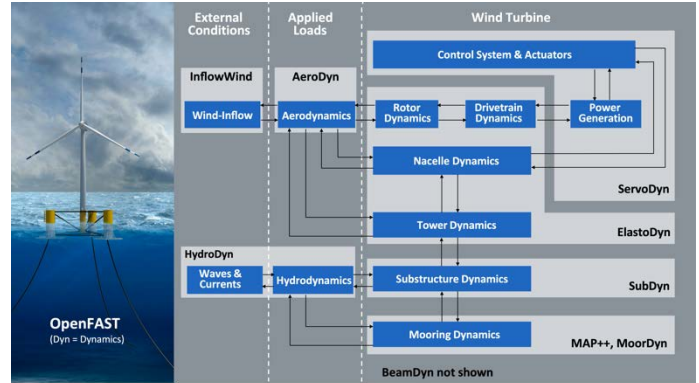 External
Conditions
Applied
Loads
Wind Turbine
Control System & Actuators
InflowWind
AeroDyn
Wind-Inflow
Aerodynamics
Rotor
Dynamics
Drivetrain
Dynamics
Power
Generation
Nacelle Dynamics
ServoDyn
Tower Dynamics
ElastoDyn
HydroDyn
Waves &
Currents
Hydrodynamics
Substructure Dynamics
SubDyn
OpenFAST
(Dyn = Dynamics)
Mooring Dynamics
MAP++, MoorDyn
BeamDyn not shown